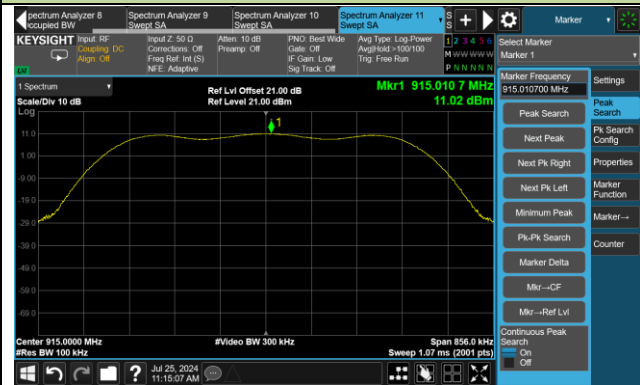 pectrum Analyzer 8
ccupied BW
Spectrum Analyzer 9
Swept SA
Spectrum Analyzer 10
Swept SA
Spectrum Analyzer 11
Swept SA
S
S
+
Marker
KEYSIGHT
LXI
Input: RF
Coupling: DC
Align: Off
Input Z: 50 Ω
Corrections: Off
Freq Ref: Int (S)
NFE: Adaptive
Atten: 10 dB
Preamp: Off
PNO: Best Wide
Gate: Off
IF Gain: Low
Sig Track: Off
Avg Type: Log-Power
Avg|Hold:>100/100
Trig: Free Run
1 2 3 4 5 6
M W W W W W
P N N N N N
Select Marker
Marker 1
1 Spectrum
Scale/Div 10 dB
Ref Lvl Offset 21.00 dB
Ref Level 21.00 dBm
Mkr1 915.010 7 MHz
11.02 dBm
Log
1
11.0
1.00
-9.00
-19.0
-29.0
-39.0
-49.0
-59.0
-69.0
Center 915.0000 MHz
#Res BW 100 kHz
#Video BW 300 kHz
Span 856.0 kHz
Sweep 1.07 ms (2001 pts)
Marker Frequency
915.010700 MHz
Peak Search
Next Peak
Next Pk Right
Next Pk Left
Minimum Peak
Pk-Pk Search
Marker Delta
Mkr→CF
Mkr→Ref Lvl
Continuous Peak
Search
On
Off
Settings
Peak
Search
Pk Search
Config
Properties
Marker
Function
Marker→
Counter
?
Jul 25, 2024
11:15:07 AM